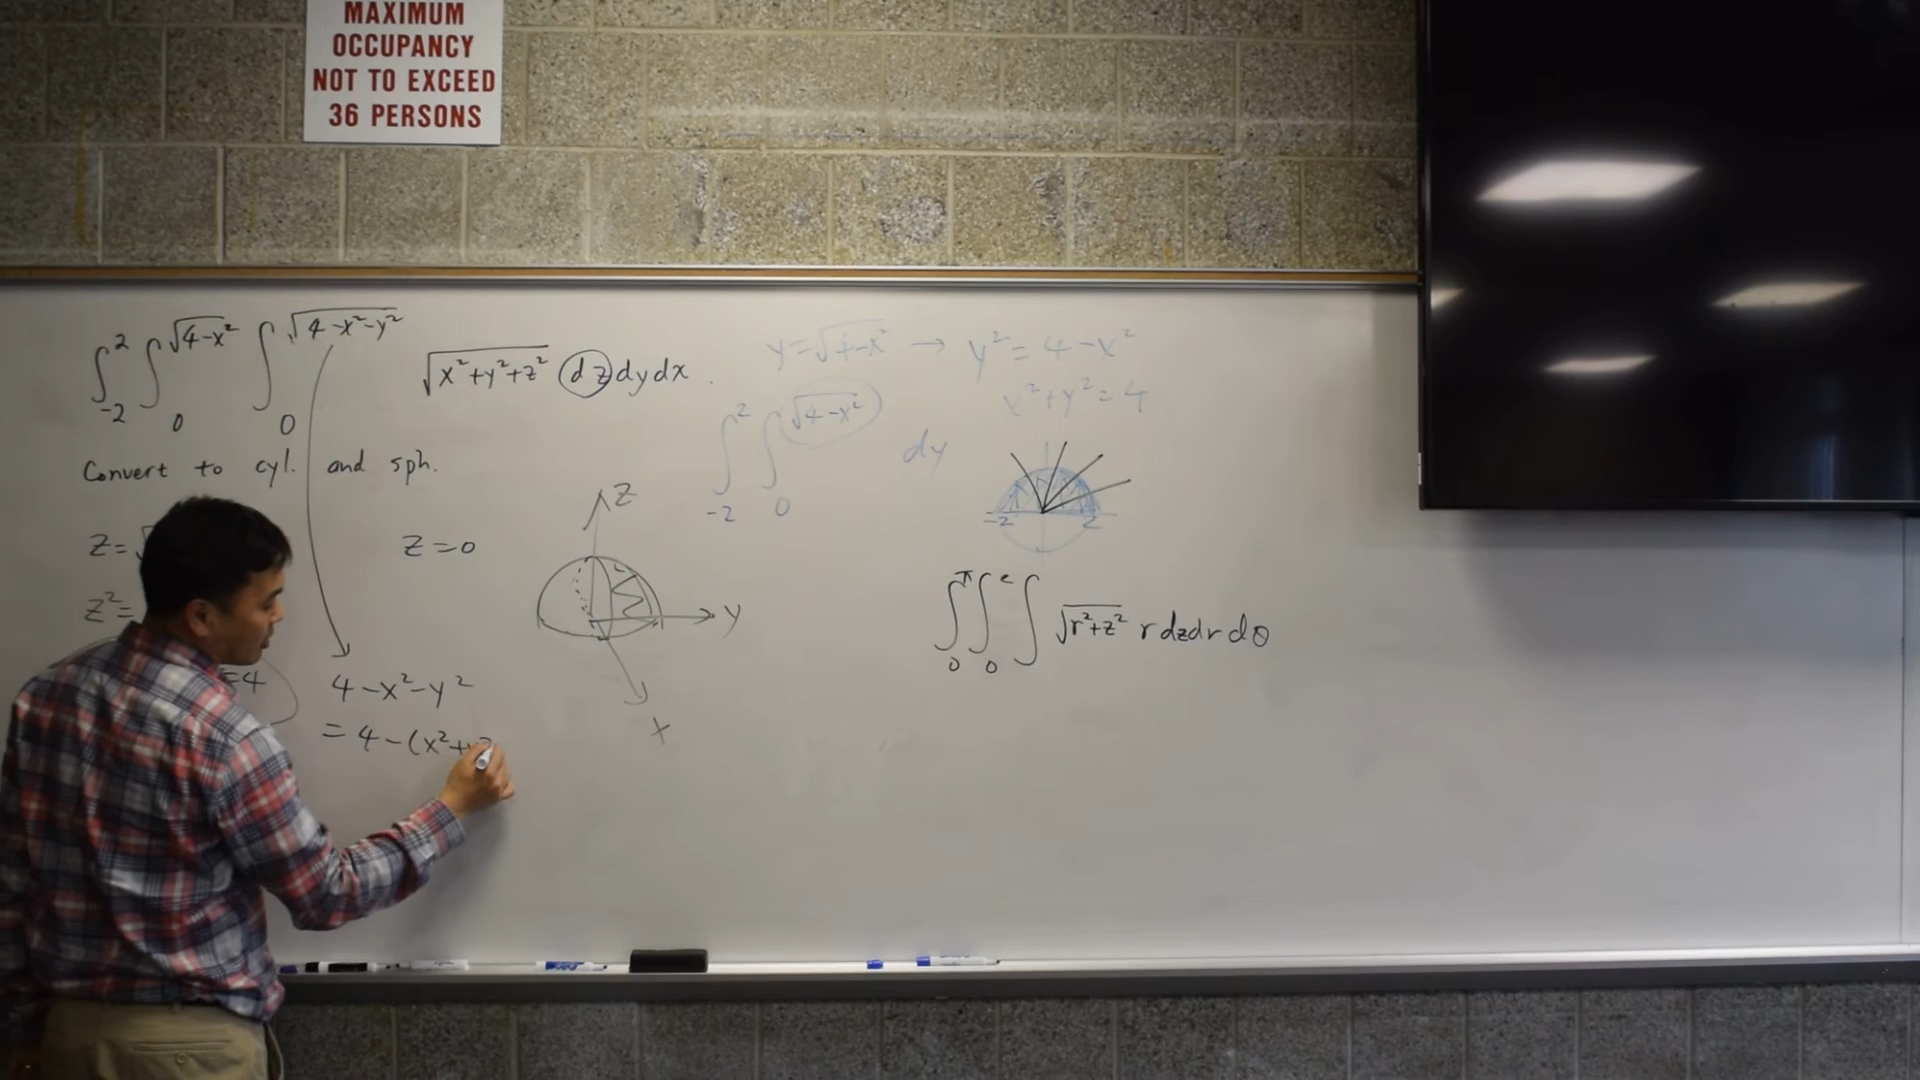 MAXIMUM
OCCUPANCY
NOT TO EXCEED
36 PERSONS
∫_{-2}^{2} ∫_{0}^{√(4-x²)} ∫_{0}^{√(4-x²-y²)} √(x²+y²+z²) dz dy dx.
Convert to cyl. and sph.
z=√
z=0
z²=
=4
4-x²-y²
=4-(x²+y²
z
y
x
y=√(4-x²) → y²=4-x²
x²+y²=4
∫_{-2}^{2} ∫_{0}^{√(4-x²)} dy
-2 2
∫_{0}^{π} ∫_{0}^{2} ∫ √(r²+z²) r dz dr dθ